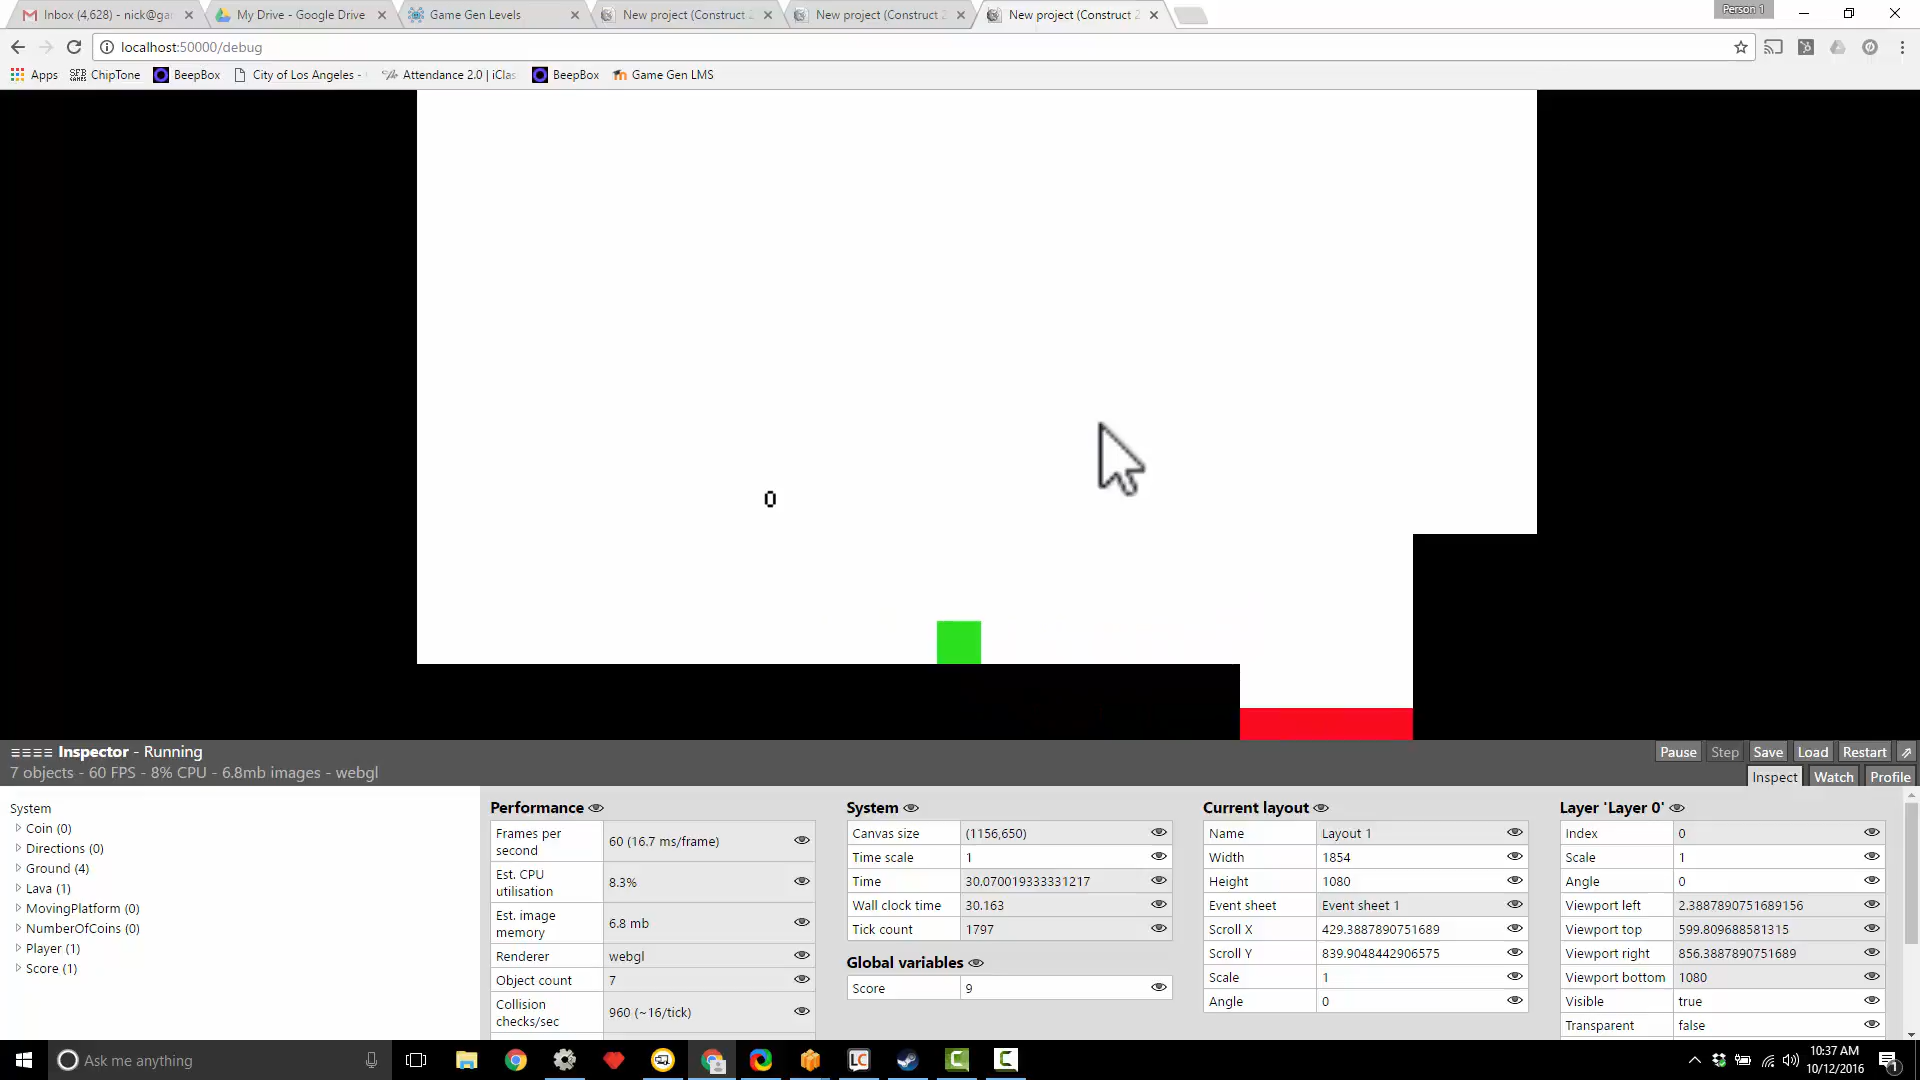 Inbox (4,628) - nick@ga
My Drive - Google Drive
Game Gen Levels
New project (Construct 2
New project (Construct 2
New project (Construct 2
Person 1
localhost:50000/debug
Apps
ChipTone
BeepBox
City of Los Angeles -
Attendance 2.0 | iClas
BeepBox
Game Gen LMS
0
Inspector - Running
7 objects - 60 FPS - 8% CPU - 6.8mb images - webgl
Pause Step Save Load Restart
Inspect Watch Profile
System
Coin (0)
Directions (0)
Ground (4)
Lava (1)
MovingPlatform (0)
NumberOfCoins (0)
Player (1)
Score (1)
Performance
Frames per
second
60 (16.7 ms/frame)
Est. CPU
utilisation
8.3%
Est. image
memory
6.8 mb
Renderer webgl
Object count 7
Collision
checks/sec
960 (~16/tick)
System
Canvas size (1156,650)
Time scale 1
Time 30.070019333331217
Wall clock time 30.163
Tick count 1797
Global variables
Score 9
Current layout
Name Layout 1
Width 1854
Height 1080
Event sheet Event sheet 1
Scroll X 429.3887890751689
Scroll Y 839.9048442906575
Scale 1
Angle 0
Layer 'Layer 0'
Index 0
Scale 1
Angle 0
Viewport left 2.3887890751689156
Viewport top 599.809688581315
Viewport right 856.3887890751689
Viewport bottom 1080
Visible true
Transparent false
Ask me anything
LC
10:37 AM
10/12/2016
1